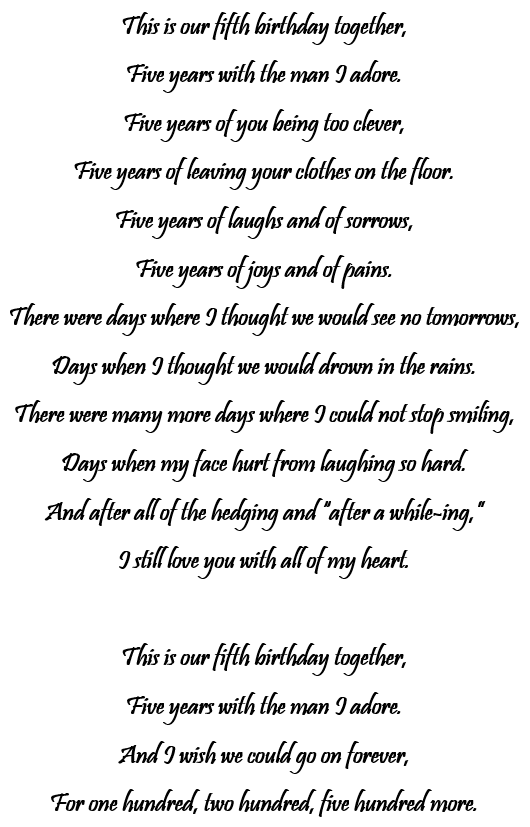 This is our fifth birthday together,
Five years with the man I adore.
Five years of you being too clever,
Five years of leaving your clothes on the floor.
Five years of laughs and of sorrows,
Five years of joys and of pains.
There were days where I thought we would see no tomorrows,
Days when I thought we would drown in the rains.
There were many more days where I could not stop smiling,
Days when my face hurt from laughing so hard.
And after all of the hedging and "after a while-ing,"
I still love you with all of my heart.

This is our fifth birthday together,
Five years with the man I adore.
And I wish we could go on forever,
For one hundred, two hundred, five hundred more.